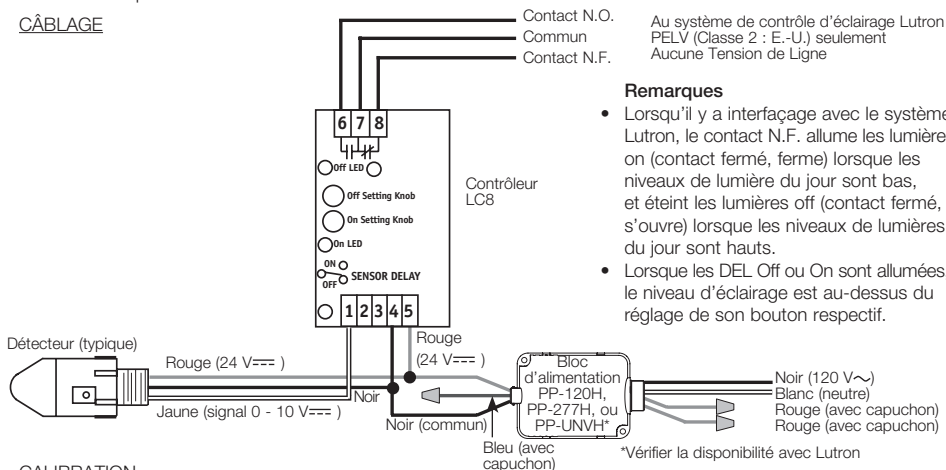 CÂBLAGE
Contact N.O.
Commun
Contact N.F.
Au système de contrôle d'éclairage Lutron
PELV (Classe 2 : E.-U.) seulement
Aucune Tension de Ligne
Remarques
• Lorsqu'il y a interfaçage avec le système
Lutron, le contact N.F. allume les lumière
on (contact fermé, ferme) lorsque les
niveaux de lumière du jour sont bas,
et éteint les lumières off (contact fermé,
s'ouvre) lorsque les niveaux de lumières
du jour sont hauts.
• Lorsque les DEL Off ou On sont allumées
le niveau d'éclairage est au-dessus du
réglage de son bouton respectif.
6 7 8
Off LED
Off Setting Knob
On Setting Knob
On LED
ON
OFF
SENSOR DELAY
1 2 3 4 5
Contrôleur
LC8
Détecteur (typique)
Rouge (24 V⎓ )
Rouge
(24 V⎓ )
Noir
Jaune (signal 0 - 10 V⎓ )
Noir (commun)
Bleu (avec
capuchon)
Bloc
d'alimentation
PP-120H,
PP-277H, ou
PP-UNVH*
Noir (120 V~)
Blanc (neutre)
Rouge (avec capuchon)
Rouge (avec capuchon)
*Vérifier la disponibilité avec Lutron